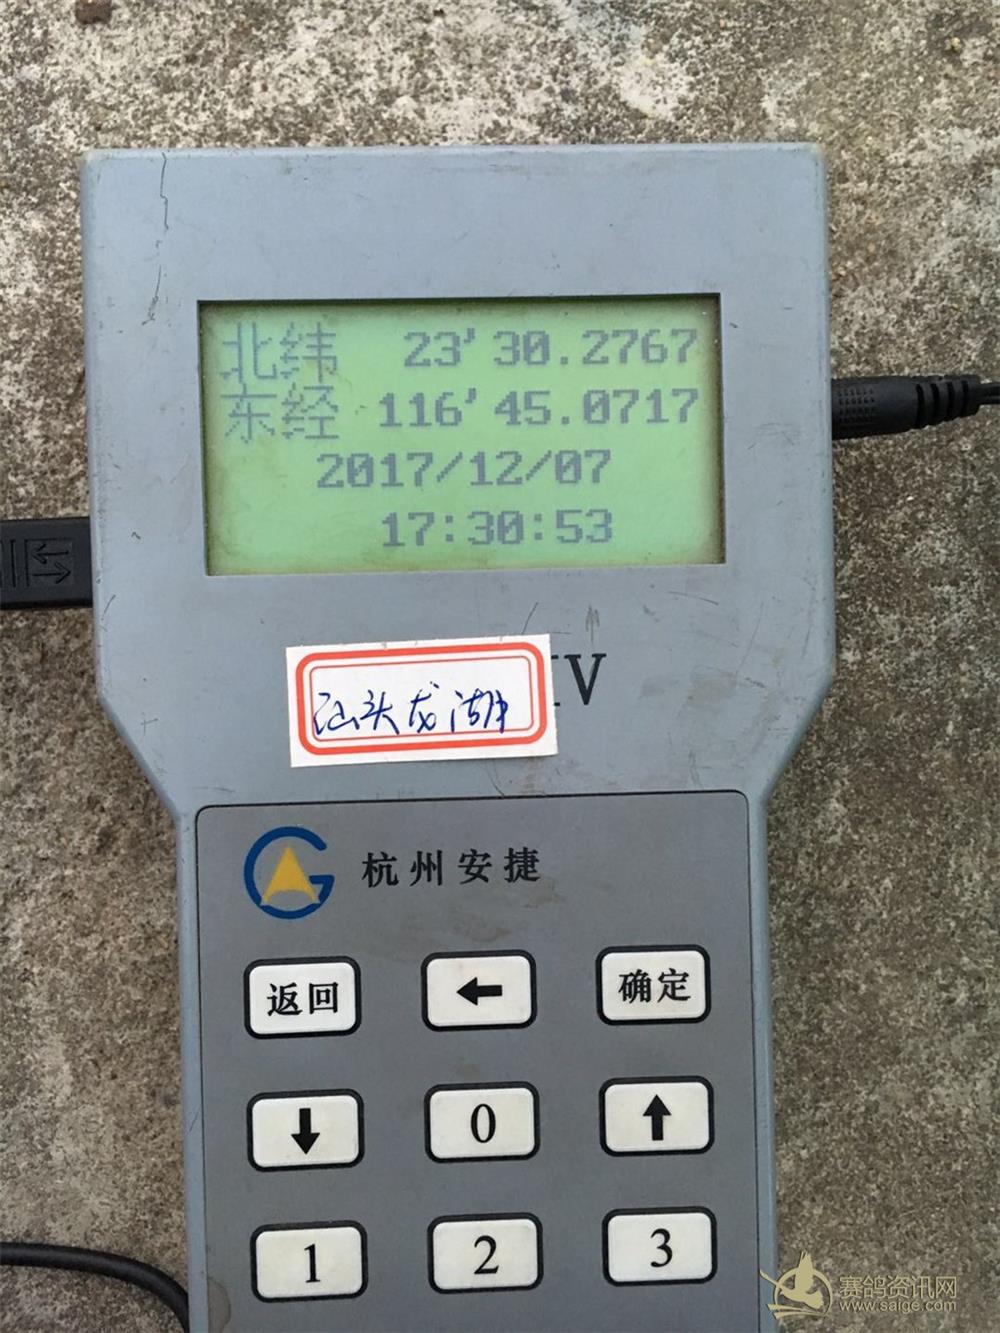 北纬 23'30.2767
东经 116'45.0717
2017/12/07
17:30:53
IV
汕头龙湖
杭州安捷
返回 ← 确定
↓ 0 ↑
1 2 3
赛鸽资讯网
www.saige.com